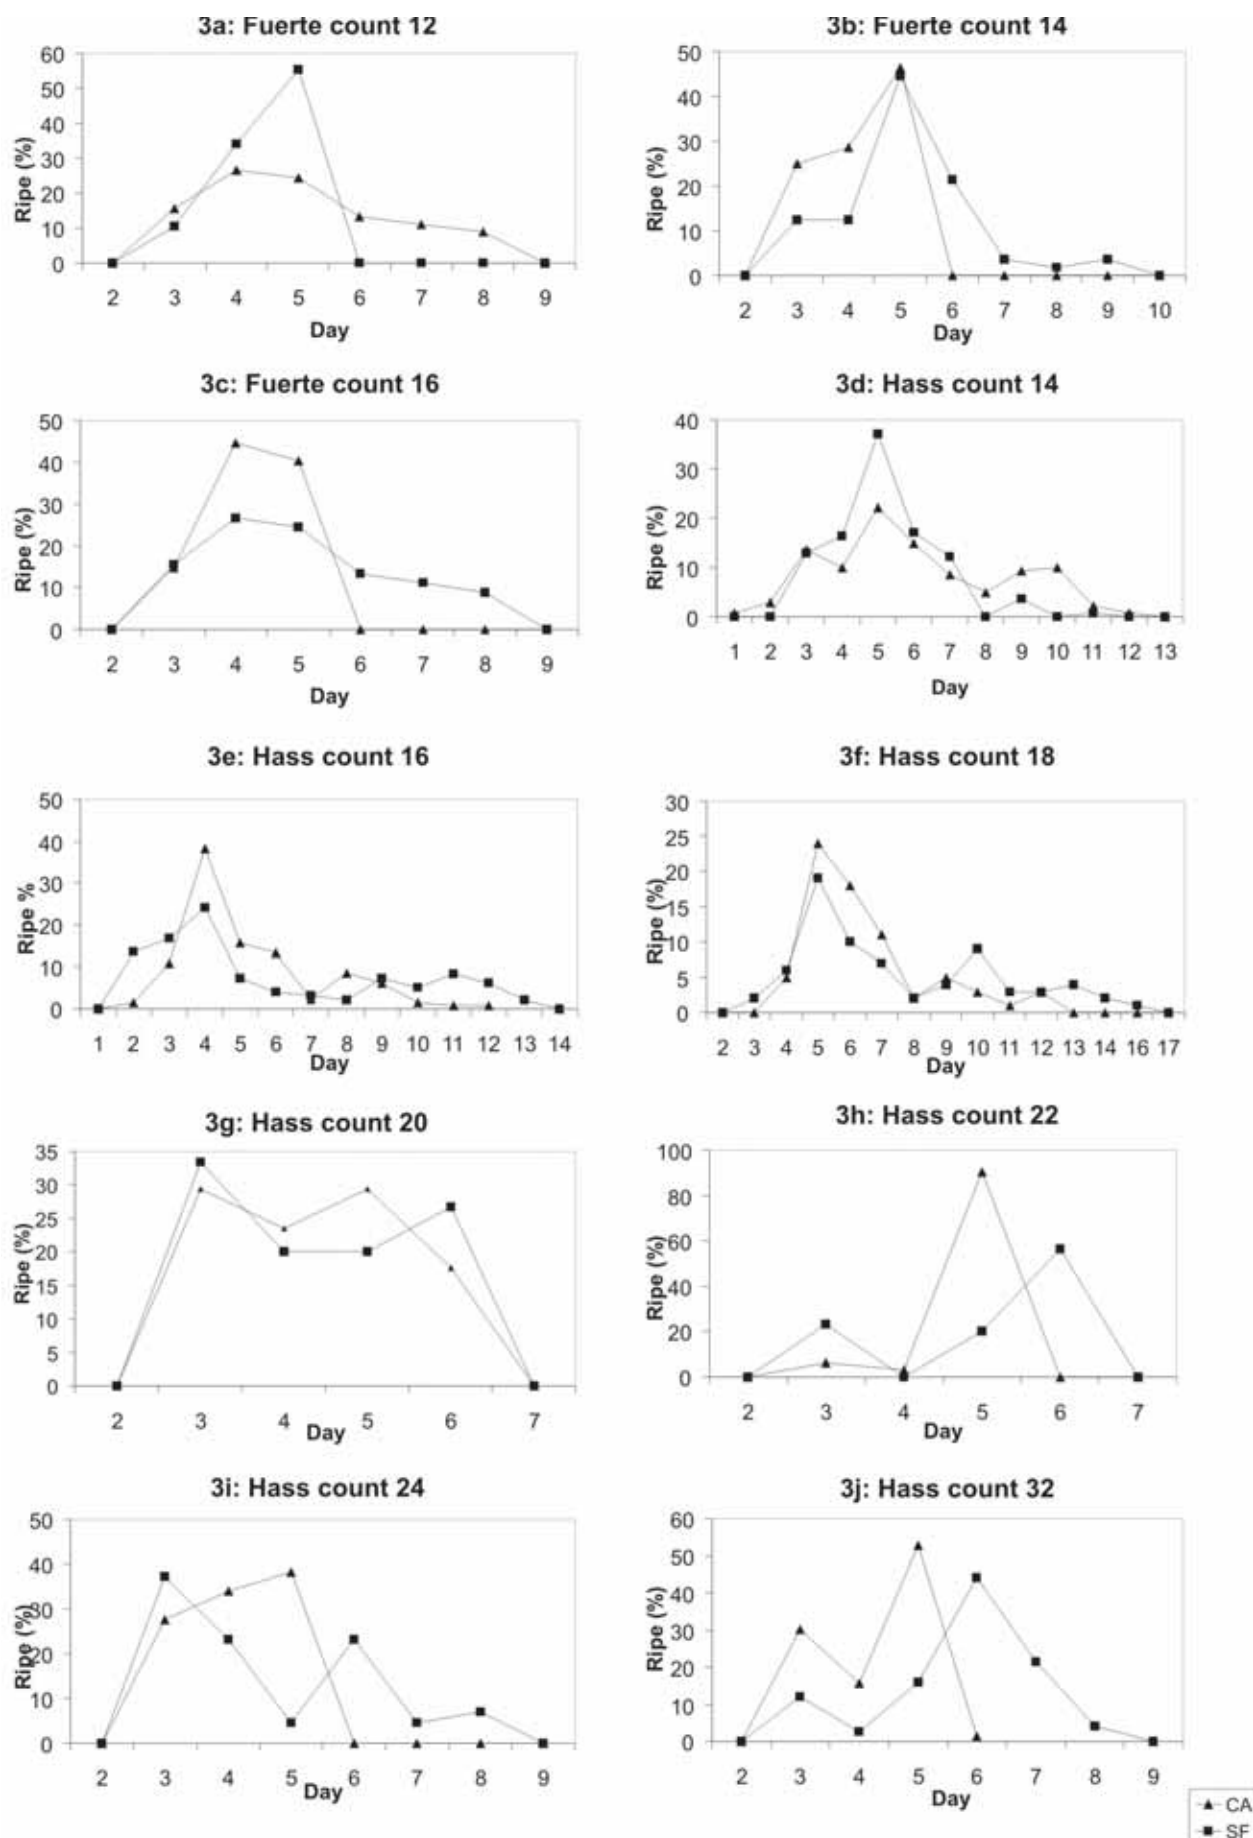 3a: Fuerte count 12
60
50
40
30
20
10
0
Ripe (%)
2 3 4 5 6 7 8 9
Day
3b: Fuerte count 14
50
40
30
20
10
0
Ripe (%)
2 3 4 5 6 7 8 9 10
Day
3c: Fuerte count 16
50
40
30
20
10
0
Ripe (%)
2 3 4 5 6 7 8 9
Day
3d: Hass count 14
40
30
20
10
0
Ripe (%)
1 2 3 4 5 6 7 8 9 10 11 12 13
Day
3e: Hass count 16
50
40
30
20
10
0
Ripe %
1 2 3 4 5 6 7 8 9 10 11 12 13 14
Day
3f: Hass count 18
30
25
20
15
10
5
0
Ripe (%)
2 3 4 5 6 7 8 9 10 11 12 13 14 16 17
Day
3g: Hass count 20
35
30
25
20
15
10
5
0
Ripe (%)
2 3 4 5 6 7
Day
3h: Hass count 22
100
80
60
40
20
0
Ripe (%)
2 3 4 5 6 7
Day
3i: Hass count 24
50
40
30
20
10
0
Ripe (%)
2 3 4 5 6 7 8 9
Day
3j: Hass count 32
60
50
40
30
20
10
0
Ripe (%)
2 3 4 5 6 7 8 9
Day
CA
SF